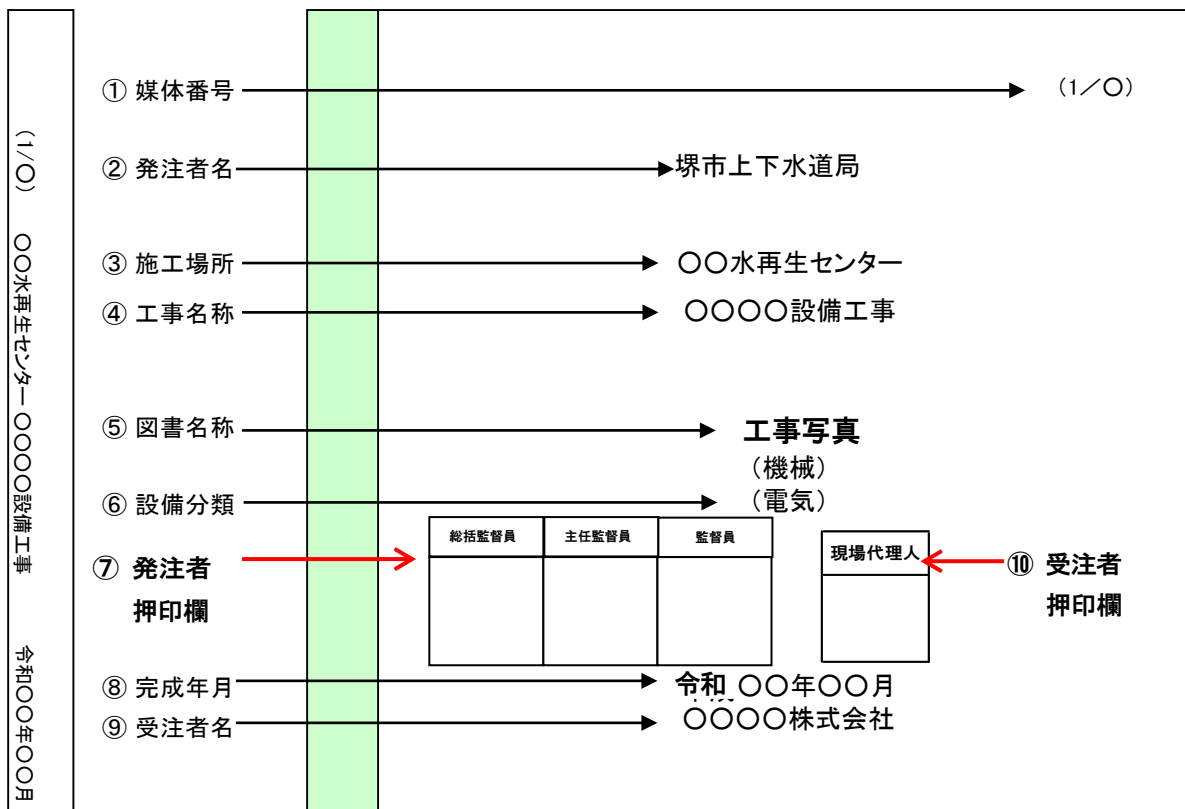 (1/〇) 〇〇水再生センター 〇〇〇〇設備工事 令和〇〇年〇〇月
① 媒体番号
(1／〇)
② 発注者名
堺市上下水道局
③ 施工場所
〇〇水再生センター
④ 工事名称
〇〇〇〇設備工事
⑤ 図書名称
工事写真
(機械)
⑥ 設備分類
(電気)
⑦ 発注者
押印欄
総括監督員
主任監督員
監督員
現場代理人
⑩ 受注者
押印欄
⑧ 完成年月
令和 〇〇年〇〇月
⑨ 受注者名
〇〇〇〇株式会社